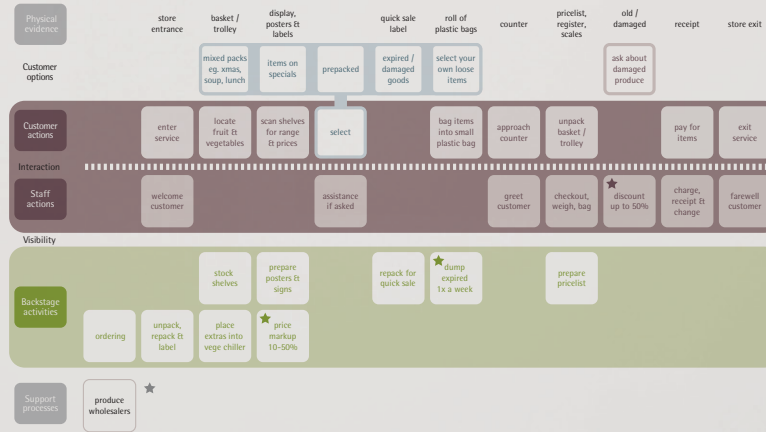 Physical
evidence
store
entrance
basket /
trolley
display,
posters &
labels
quick sale
label
roll of
plastic bags
counter
pricelist,
register,
scales
old /
damaged
receipt
store exit
Customer
options
mixed packs
eg. xmas,
soup, lunch
items on
specials
prepacked
expired /
damaged
goods
select your
own loose
items
ask about
damaged
produce
Customer
actions
enter
service
locate
fruit &
vegetables
scan shelves
for range
& prices
select
bag items
into small
plastic bag
approach
counter
unpack
basket /
trolley
pay for
items
exit
service
Interaction
Staff
actions
welcome
customer
assistance
if asked
greet
customer
checkout,
weigh, bag
discount
up to 50%
charge,
receipt &
change
farewell
customer
Visibility
Backstage
activities
stock
shelves
prepare
posters &
signs
repack for
quick sale
dump
expired
1x a week
prepare
pricelist
ordering
unpack,
repack &
label
place
extras into
vege chiller
price
markup
10-50%
Support
processes
produce
wholesalers